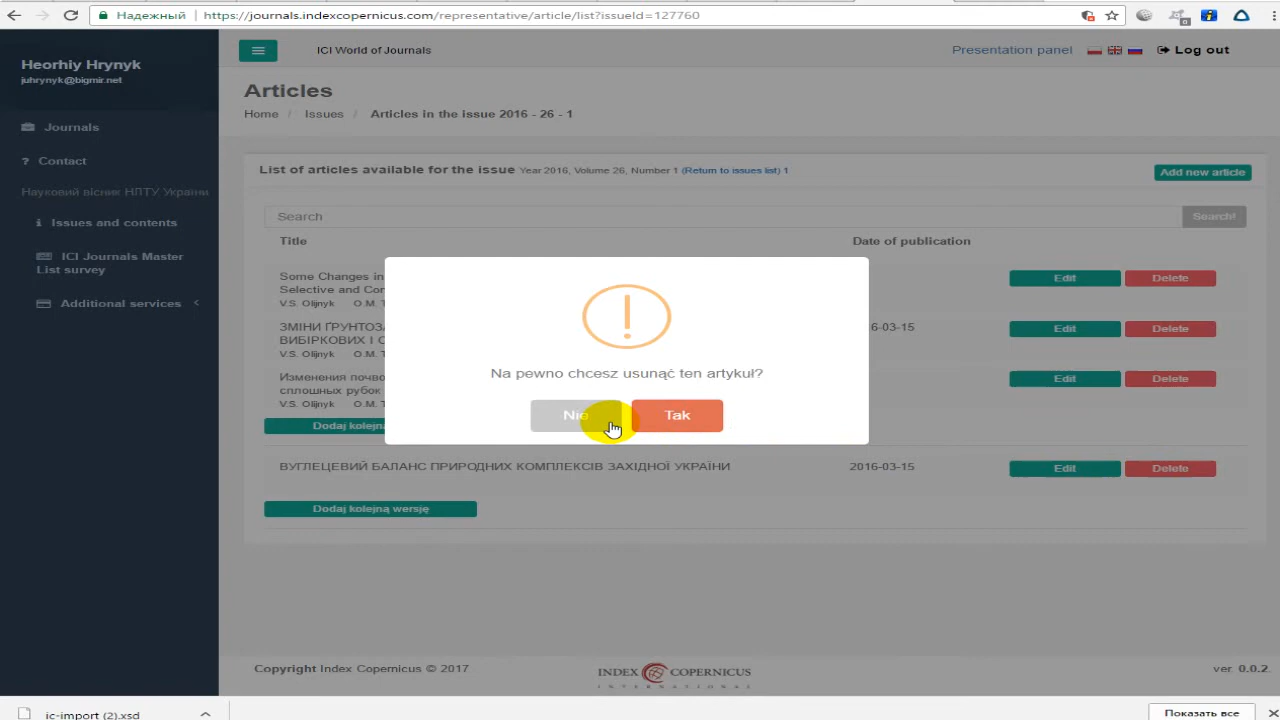 Надежный https://journals.indexcopernicus.com/representative/article/list?issueId=127760
Heorhiy Hrynyk
juhrynyk@bigmir.net
ICI World of Journals
Presentation panel
Log out
Articles
Home / Issues / Articles in the issue 2016 - 26 - 1
Journals
? Contact
Науковий вісник НЛТУ України
Issues and contents
ICI Journals Master
List survey
Additional services
List of articles available for the issue Year 2016, Volume 26, Number 1 (Return to issues list) 1
Add new article
Search
Search!
Title
Date of publication
Some Changes in
Selective and Con
V.S. Olijnyk O.M. T
Edit
Delete
ЗМІНИ ҐРУНТОЗА
ВИБІРКОВИХ І С
V.S. Olijnyk O.M. T
6-03-15
Edit
Delete
Изменения почво
сплошных рубок
V.S. Olijnyk O.M. T
Edit
Delete
Dodaj kolejną
Na pewno chcesz usunąć ten artykuł?
Nie
Tak
ВУГЛЕЦЕВИЙ БАЛАНС ПРИРОДНИХ КОМПЛЕКСІВ ЗАХІДНОЇ УКРАЇНИ
2016-03-15
Edit
Delete
Dodaj kolejną wersję
Copyright Index Copernicus © 2017
INDEX COPERNICUS
INTERNATIONAL
ver 0.0.2.
ic-import (2).xsd
Показать все